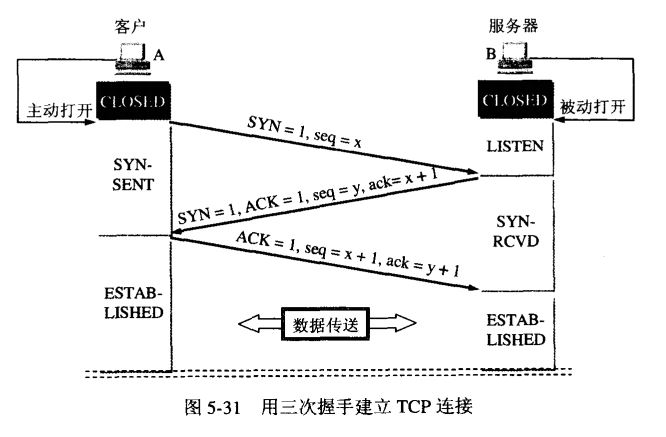 客户
服务器
A
B
CLOSED
CLOSED
主动打开
被动打开
SYN = 1, seq = x
LISTEN
SYN-
SENT
SYN = 1, ACK = 1, seq = y, ack= x + 1
SYN-
RCVD
ACK = 1, seq = x + 1, ack = y + 1
ESTAB-
LISHED
数据传送
ESTAB-
LISHED
图 5-31 用三次握手建立 TCP 连接